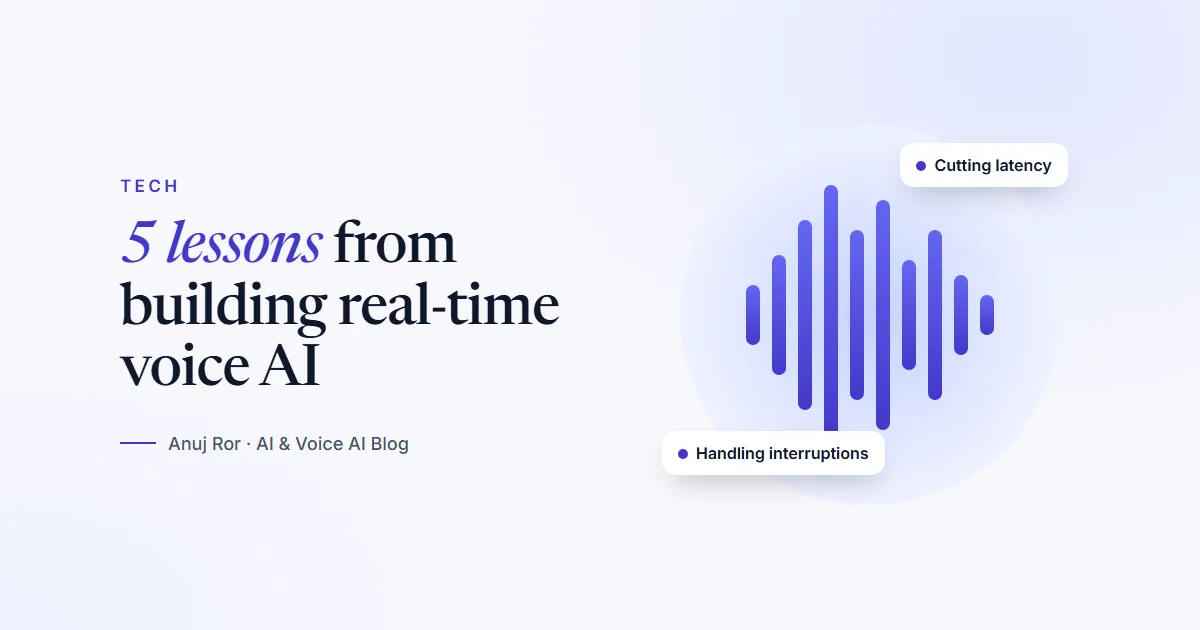 TECH
5 lessons from
building real-time
voice AI
Anuj Ror · AI & Voice AI Blog
Cutting latency
Handling interruptions